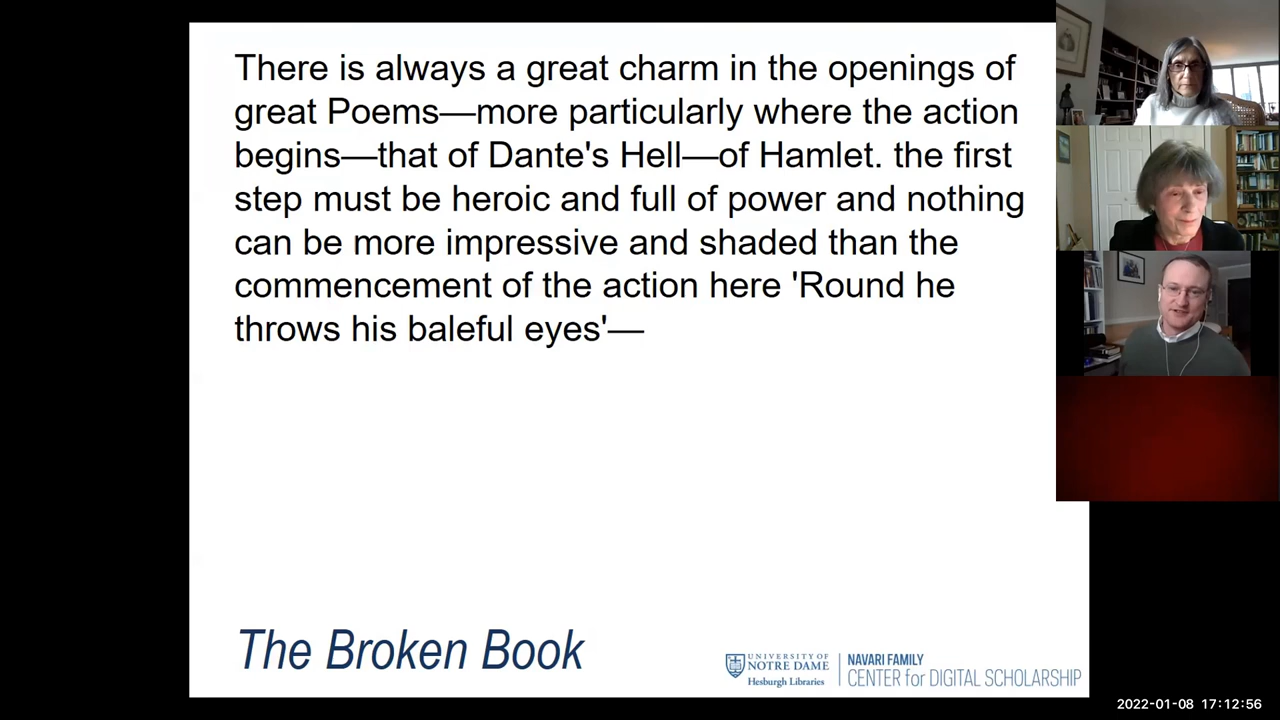 There is always a great charm in the openings of
great Poems—more particularly where the action
begins—that of Dante's Hell—of Hamlet. the first
step must be heroic and full of power and nothing
can be more impressive and shaded than the
commencement of the action here 'Round he
throws his baleful eyes'—
The Broken Book
UNIVERSITY OF
NOTRE DAME
Hesburgh Libraries
NAVARI FAMILY
CENTER for DIGITAL SCHOLARSHIP
2022-01-08 17:12:56